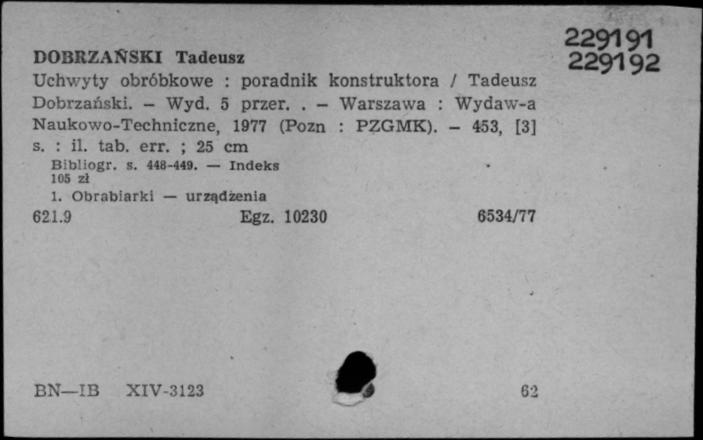 229191
229192
DOBRZAŃSKI Tadeusz
Uchwyty obróbkowe : poradnik konstruktora / Tadeusz
Dobrzański. – Wyd. 5 przer. . – Warszawa : Wydaw-a
Naukowo-Techniczne, 1977 (Pozn : PZGMK). – 453, [3]
s. : il. tab. err. ; 25 cm
Bibliogr. s. 448-449. — Indeks
105 zł
1. Obrabiarki — urządzenia
621.9 Egz. 10230 6534/77
BN—IB XIV-3123 62